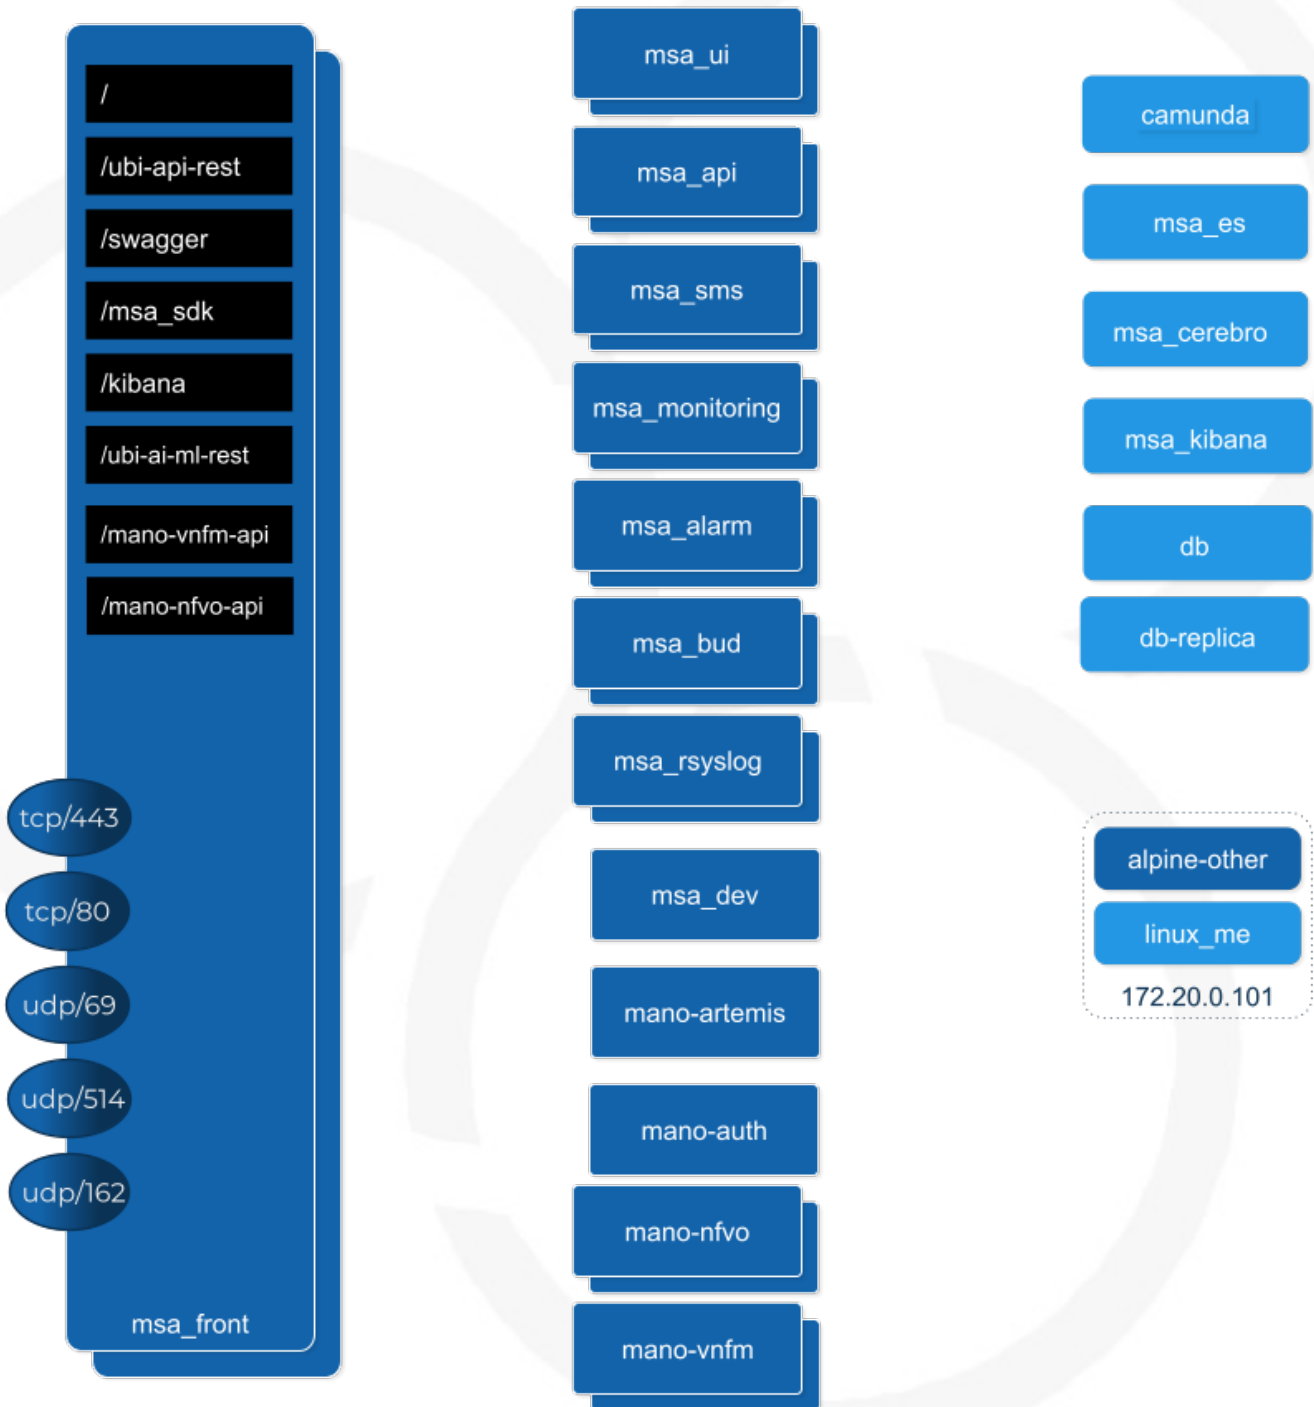 /
/ubi-api-rest
/swagger
/msa_sdk
/kibana
/ubi-ai-ml-rest
/mano-vnfm-api
/mano-nfvo-api
tcp/443
tcp/80
udp/69
udp/514
udp/162
msa_front
msa_ui
msa_api
msa_sms
msa_monitoring
msa_alarm
msa_bud
msa_rsyslog
msa_dev
mano-artemis
mano-auth
mano-nfvo
mano-vnfm
camunda
msa_es
msa_cerebro
msa_kibana
db
db-replica
alpine-other
linux_me
172.20.0.101